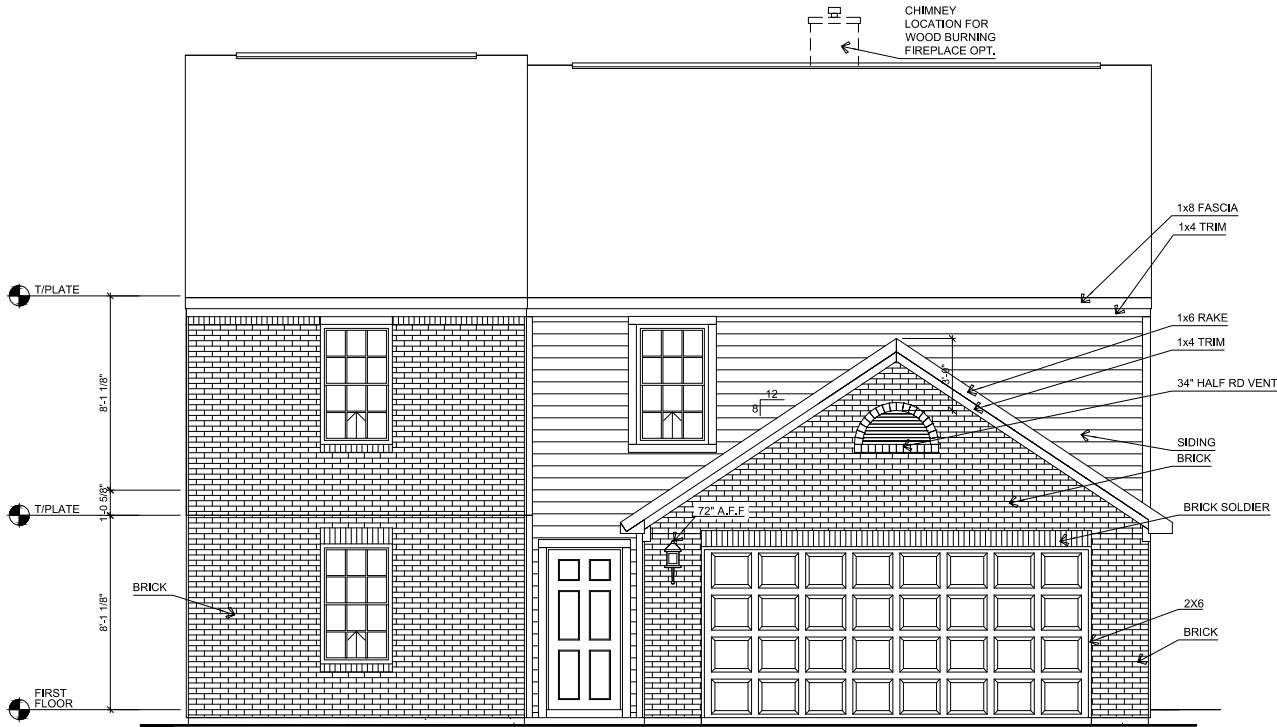 CHIMNEY
LOCATION FOR
WOOD BURNING
FIREPLACE OPT.
1x8 FASCIA
1x4 TRIM
T/PLATE
1x6 RAKE
1x4 TRIM
34" HALF RD VENT
3'-9"
12
8
8'-1 1/8"
SIDING
BRICK
1'-0 5/8"
T/PLATE
72" A.F.F
BRICK SOLDIER
BRICK
8'-1 1/8"
2X6
BRICK
FIRST
FLOOR